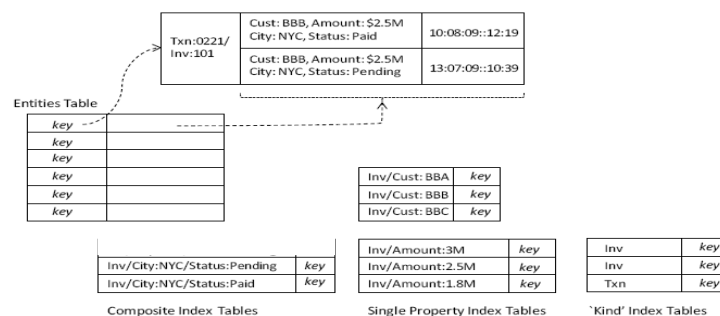 Txn:0221/
Inv:101
Cust: BBB, Amount: $2.5M
City: NYC, Status: Paid
10:08:09::12:19
Cust: BBB, Amount: $2.5M
City: NYC, Status: Pending
13:07:09::10:39
Entities Table
key
key
key
key
key
key
Inv/Cust: BBA key
Inv/Cust: BBB key
Inv/Cust: BBC key
Inv/City:NYC/Status:Pending key
Inv/City:NYC/Status:Paid key
Composite Index Tables
Inv/Amount:3M key
Inv/Amount:2.5M key
Inv/Amount:1.8M key
Single Property Index Tables
Inv key
Inv key
Txn key
`Kind' Index Tables